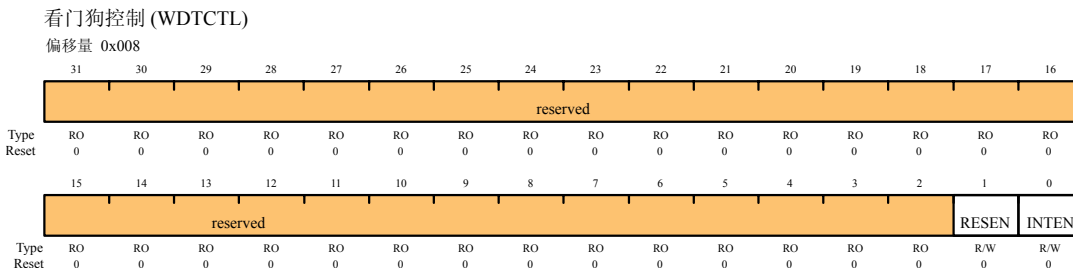 看门狗控制 (WDTCTL)
偏移量 0x008
31 30 29 28 27 26 25 24 23 22 21 20 19 18 17 16
reserved
Type RO RO RO RO RO RO RO RO RO RO RO RO RO RO RO RO
Reset 0 0 0 0 0 0 0 0 0 0 0 0 0 0 0 0
15 14 13 12 11 10 9 8 7 6 5 4 3 2 1 0
reserved RESEN INTEN
Type RO RO RO RO RO RO RO RO RO RO RO RO RO RO R/W R/W
Reset 0 0 0 0 0 0 0 0 0 0 0 0 0 0 0 0